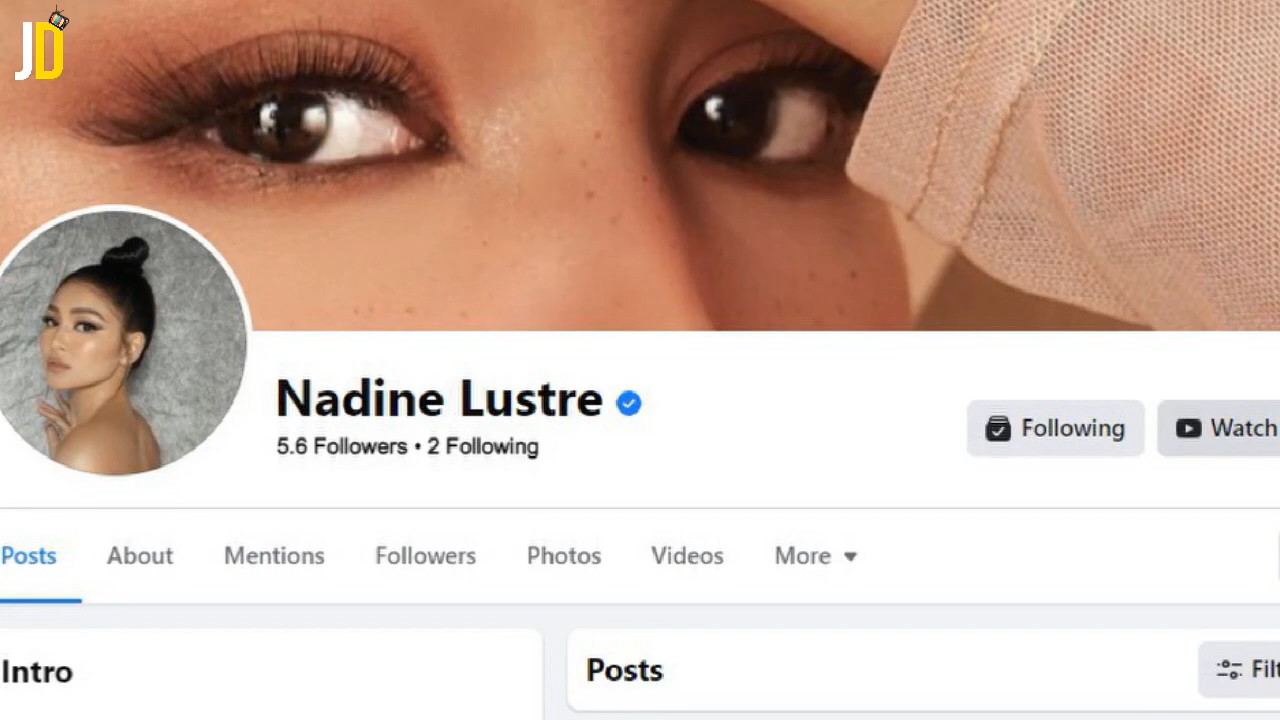 JD
Nadine Lustre
5.6 Followers • 2 Following
Following
Watch
Posts About Mentions Followers Photos Videos More
Intro
Posts
Filt